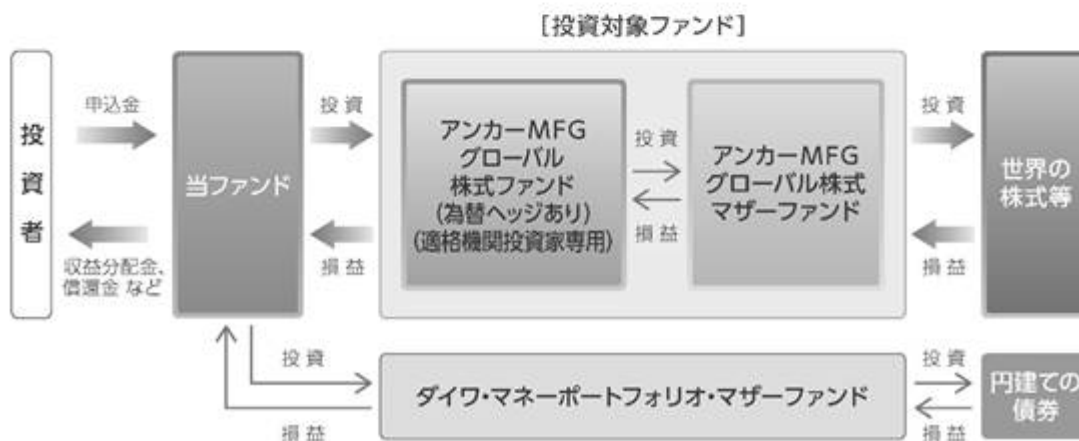 [投資対象ファンド]
投資者
申込金
収益分配金、
償還金 など
当ファンド
投資
損益
アンカーMFG
グローバル
株式ファンド
(為替ヘッジあり)
(適格機関投資家専用)
投資
損益
アンカーMFG
グローバル株式
マザーファンド
投資
損益
世界の
株式等
投資
損益
ダイワ・マネーポートフォリオ・マザーファンド
投資
損益
円建ての
債券